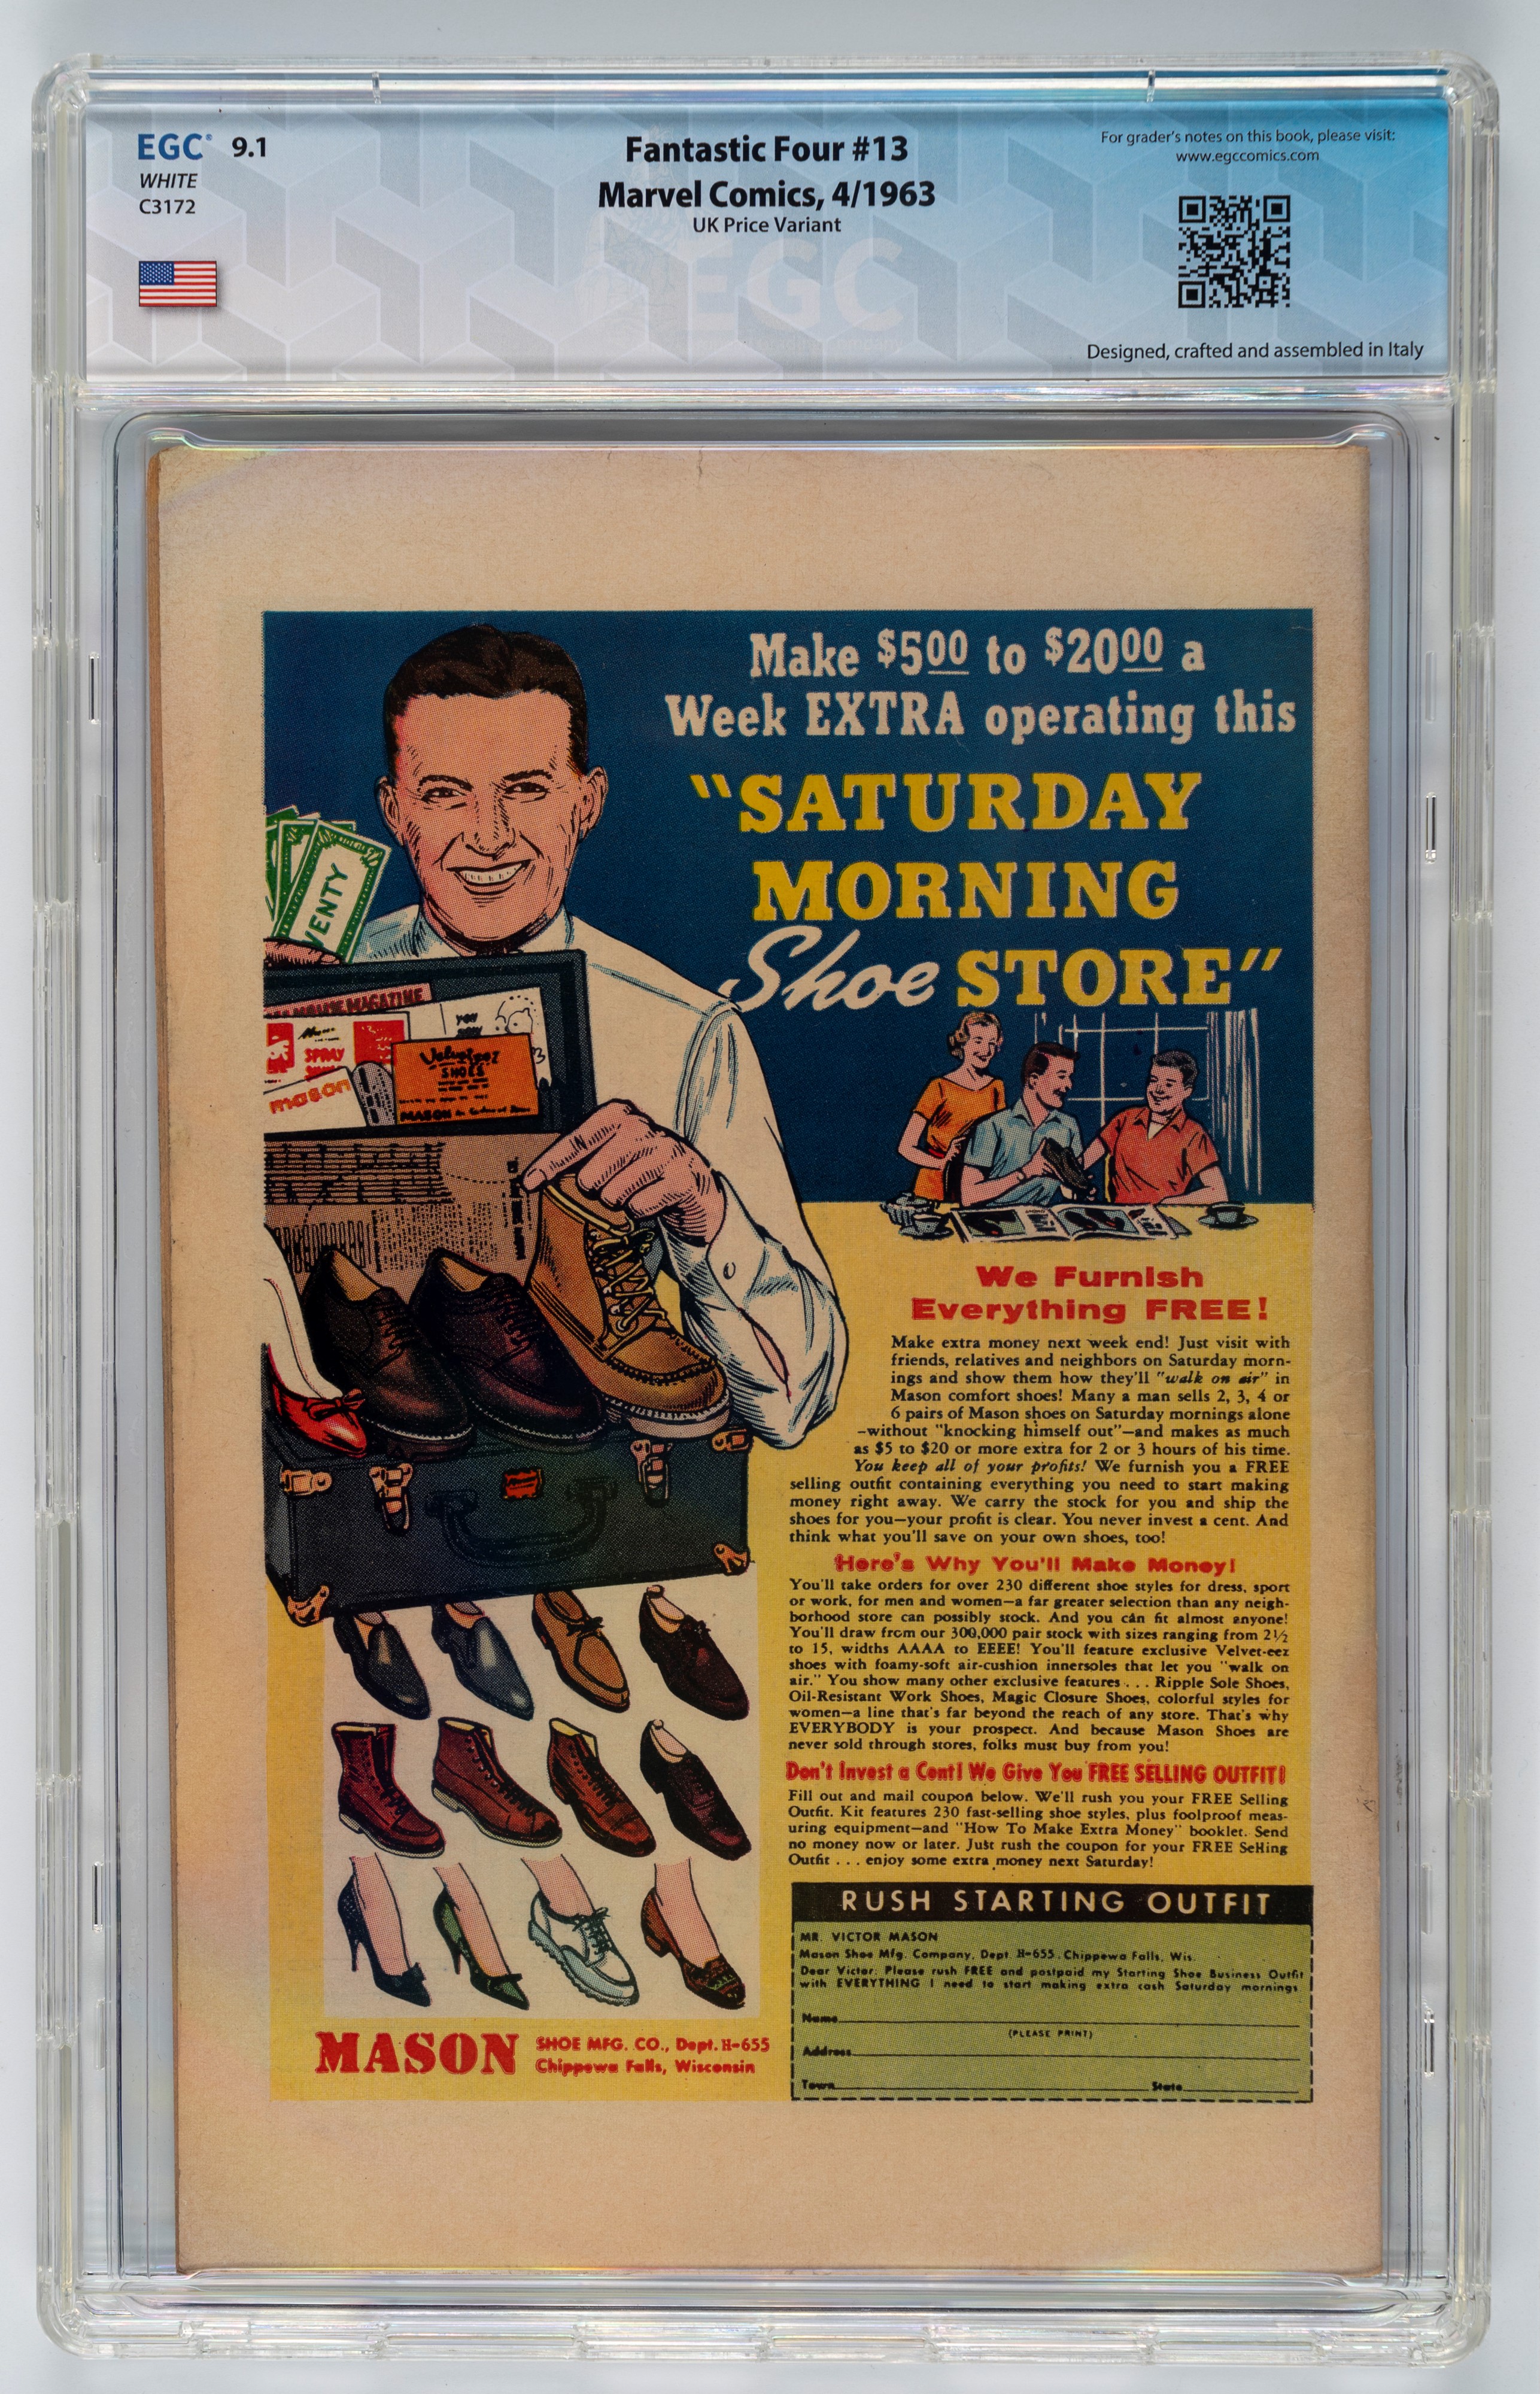 EGC® 9.1
WHITE
C3172
Fantastic Four #13
Marvel Comics, 4/1963
UK Price Variant
For grader's notes on this book, please visit:
www.egccomics.com
EGC
Designed, crafted and assembled in Italy
Make $500 to $2000 a
Week EXTRA operating this
"SATURDAY
MORNING
Shoe STORE"
VENTY
MAGAZINE
SPRAY
mason
Velveteez
SHOES
MASON
We Furnish
Everything FREE!
Make extra money next week end! Just visit with
friends, relatives and neighbors on Saturday morn-
ings and show them how they'll "walk on air" in
Mason comfort shoes! Many a man sells 2, 3, 4 or
6 pairs of Mason shoes on Saturday mornings alone
-without "knocking himself out"—and makes as much
as $5 to $20 or more extra for 2 or 3 hours of his time.
You keep all of your profits! We furnish you a FREE
selling outfit containing everything you need to start making
money right away. We carry the stock for you and ship the
shoes for you—your profit is clear. You never invest a cent. And
think what you'll save on your own shoes, too!
Here's Why You'll Make Money!
You'll take orders for over 230 different shoe styles for dress, sport
or work, for men and women—a far greater selection than any neigh-
borhood store can possibly stock. And you can fit almost anyone!
You'll draw from our 300,000 pair stock with sizes ranging from 2½
to 15, widths AAAA to EEEE! You'll feature exclusive Velvet-eez
shoes with foamy-soft air-cushion innersoles that let you "walk on
air." You show many other exclusive features . . . Ripple Sole Shoes,
Oil-Resistant Work Shoes, Magic Closure Shoes, colorful styles for
women—a line that's far beyond the reach of any store. That's why
EVERYBODY is your prospect. And because Mason Shoes are
never sold through stores, folks must buy from you!
Don't Invest a Cent! We Give You FREE SELLING OUTFIT!
Fill out and mail coupon below. We'll rush you your FREE Selling
Outfit. Kit features 230 fast-selling shoe styles, plus foolproof meas-
uring equipment—and "How To Make Extra Money" booklet. Send
no money now or later. Just rush the coupon for your FREE Selling
Outfit . . . enjoy some extra money next Saturday!
RUSH STARTING OUTFIT
MR. VICTOR MASON
Mason Shoe Mfg. Company, Dept. H-655, Chippewa Falls, Wis.
Dear Victor: Please rush FREE and postpaid my Starting Shoe Business Outfit
with EVERYTHING I need to start making extra cash Saturday mornings
Name
(PLEASE PRINT)
Address
Town State
MASON SHOE MFG. CO., Dept. H-655
Chippewa Falls, Wisconsin